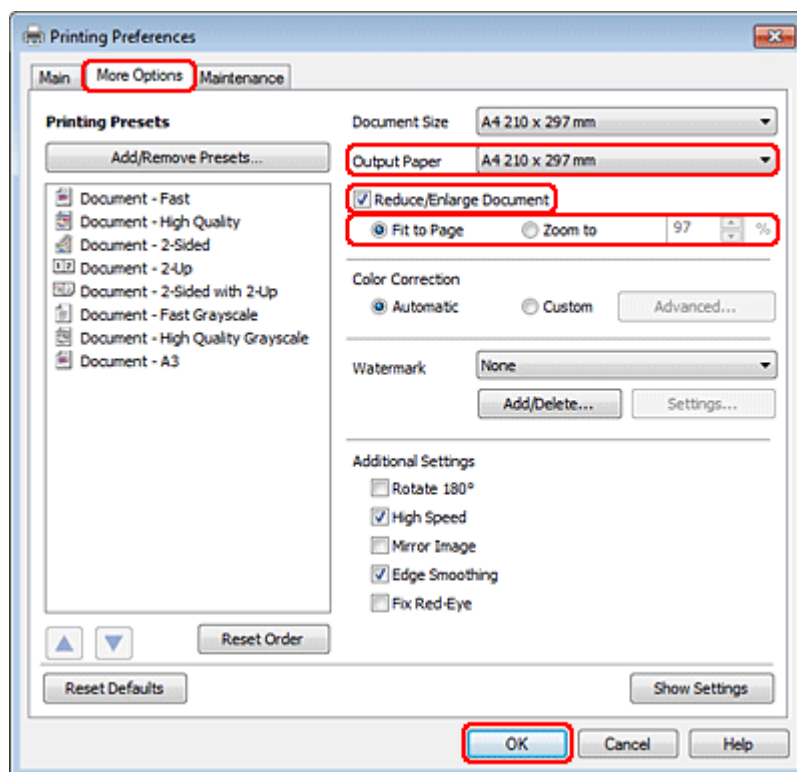 Printing Preferences
Main
More Options
Maintenance
Printing Presets
Add/Remove Presets...
Document - Fast
Document - High Quality
Document - 2-Sided
Document - 2-Up
Document - 2-Sided with 2-Up
Document - Fast Grayscale
Document - High Quality Grayscale
Document - A3
Reset Order
Document Size A4 210 x 297 mm
Output Paper A4 210 x 297 mm
Reduce/Enlarge Document
Fit to Page Zoom to 97 %
Color Correction
Automatic Custom Advanced...
Watermark None
Add/Delete... Settings...
Additional Settings
Rotate 180°
High Speed
Mirror Image
Edge Smoothing
Fix Red-Eye
Reset Defaults Show Settings
OK Cancel Help